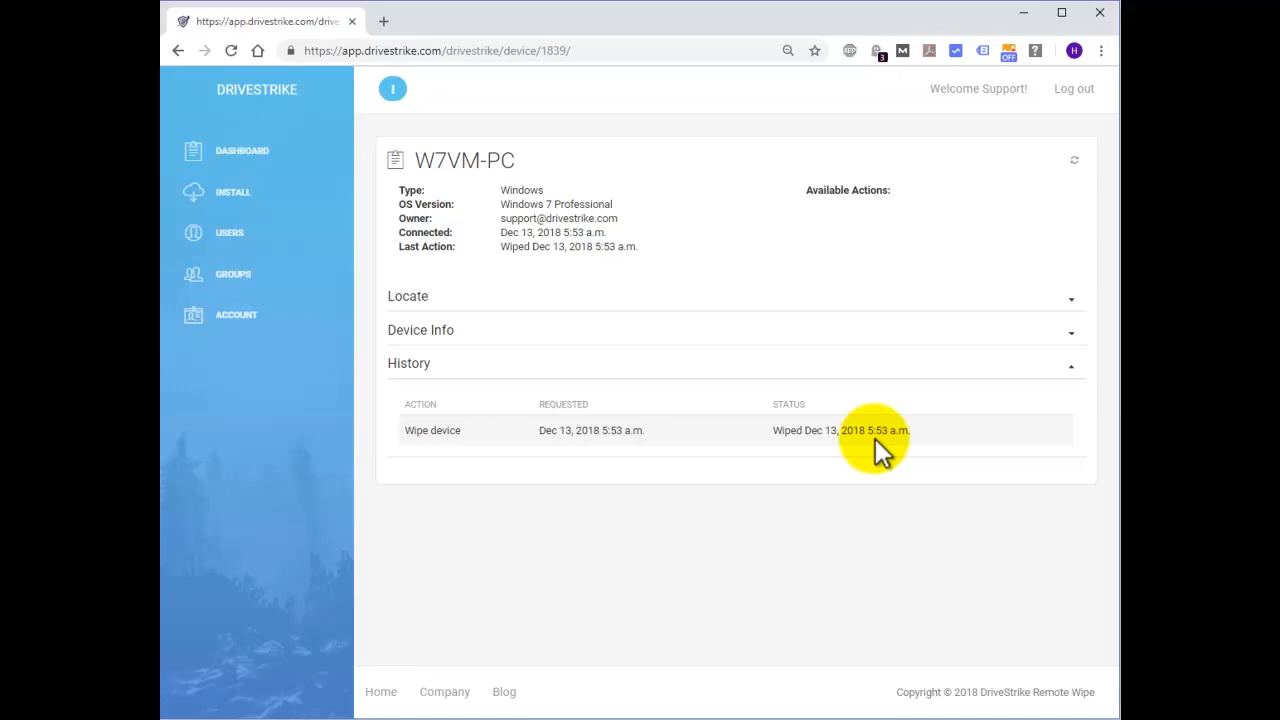 https://app.drivestrike.com/drive
https://app.drivestrike.com/drivestrike/device/1839/
ABP
3
M
OFF
?
H
DRIVESTRIKE
Welcome Support!
Log out
DASHBOARD
INSTALL
USERS
GROUPS
ACCOUNT
W7VM-PC
Type: Windows
Available Actions:
OS Version: Windows 7 Professional
Owner: support@drivestrike.com
Connected: Dec 13, 2018 5:53 a.m.
Last Action: Wiped Dec 13, 2018 5:53 a.m.
Locate
Device Info
History
ACTION REQUESTED STATUS
Wipe device Dec 13, 2018 5:53 a.m. Wiped Dec 13, 2018 5:53 a.m.
Home Company Blog
Copyright © 2018 DriveStrike Remote Wipe